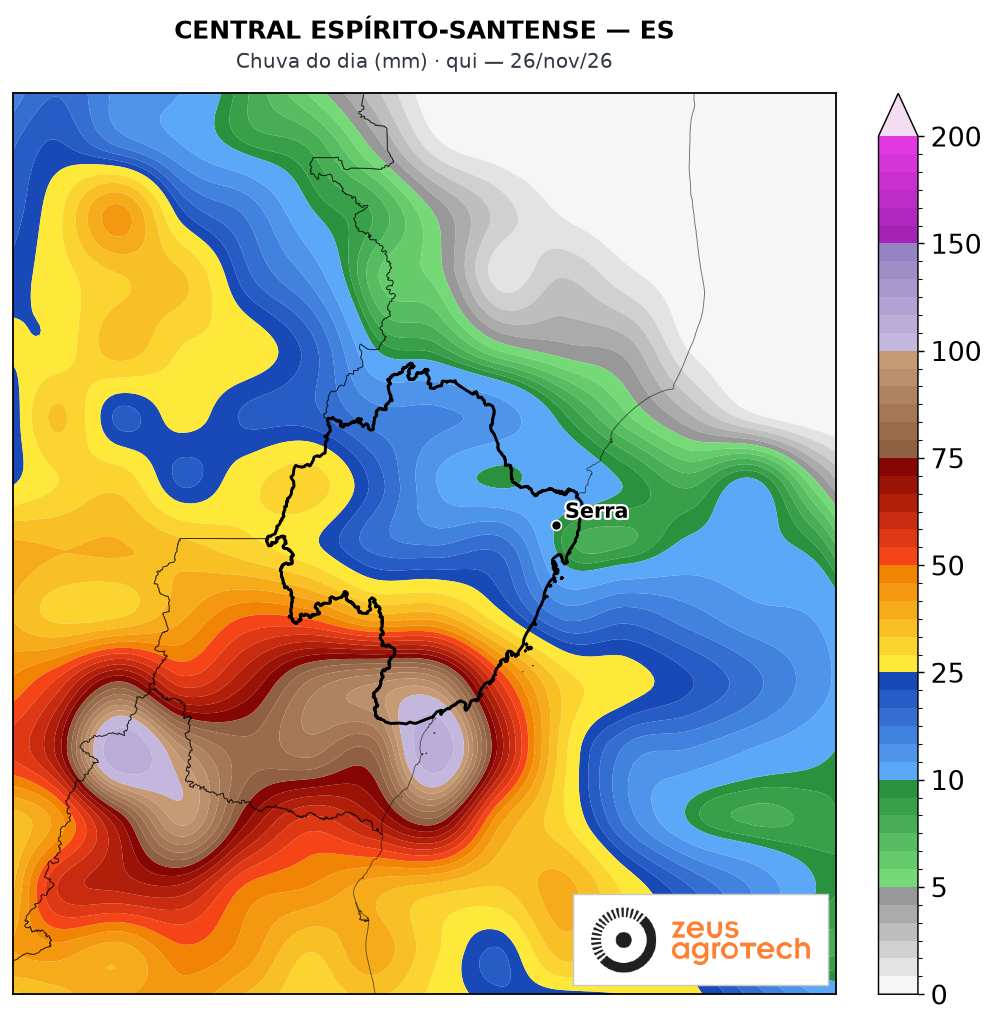 CENTRAL ESPÍRITO-SANTENSE — ES
Chuva do dia (mm) · qui — 26/nov/26
200
150
100
75
50
25
10
5
0
Serra
zeus
agrotech